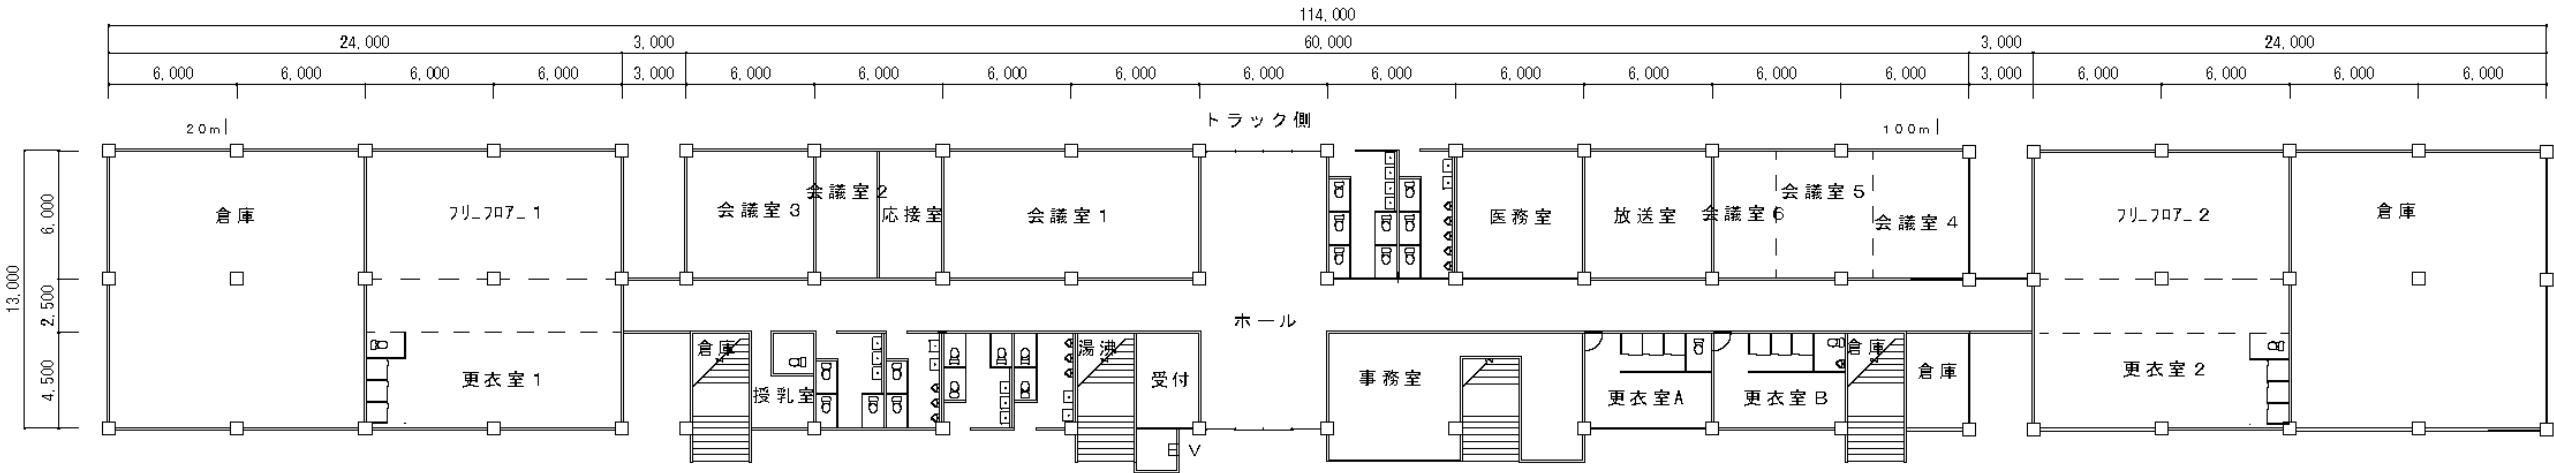 114,000
24,000 3,000 60,000 3,000 24,000
6,000 6,000 6,000 6,000 3,000 6,000 6,000 6,000 6,000 6,000 6,000 6,000 6,000 6,000 6,000 3,000 6,000 6,000 6,000 6,000
トラック側
20m 100m
13,000
6,000
2,500
4,500
倉庫
フリーフロアー1
会議室3
会議室2
応接室
会議室1
医務室
放送室
会議室6
会議室5
会議室4
フリーフロアー2
倉庫
ホール
更衣室1
倉庫
授乳室
湯沸
受付
EV
事務室
更衣室A
更衣室B
倉庫
倉庫
更衣室2